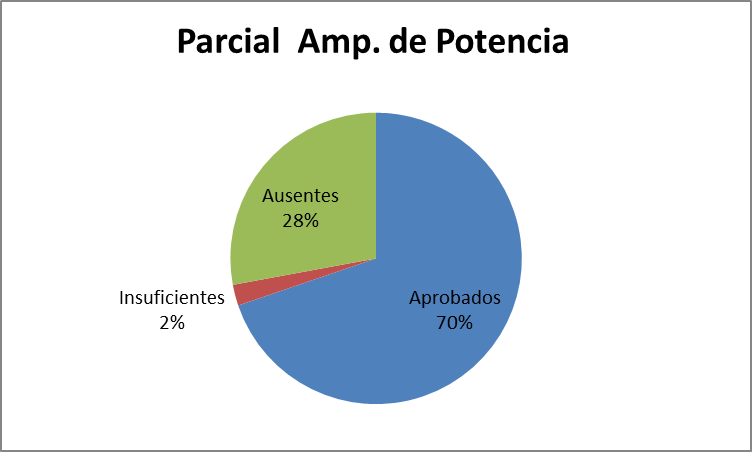 Parcial  Amp. de Potencia
Ausentes
28%
Insuficientes
2%
Aprobados
70%